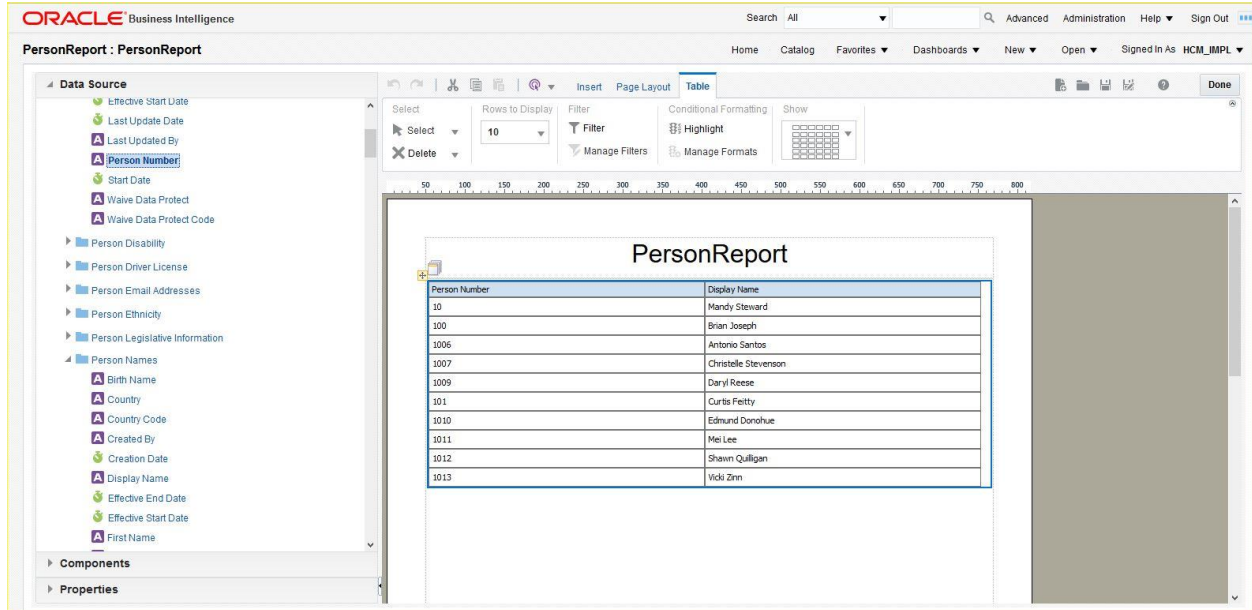 ORACLE Business Intelligence
Search All Advanced Administration Help Sign Out
PersonReport : PersonReport
Home Catalog Favorites Dashboards New Open Signed In As HCM_IMPL
Data Source
Effective Start Date
Last Update Date
Last Updated By
Person Number
Start Date
Waive Data Protect
Waive Data Protect Code
Person Disability
Person Driver License
Person Email Addresses
Person Ethnicity
Person Legislative Information
Person Names
Birth Name
Country
Country Code
Created By
Creation Date
Display Name
Effective End Date
Effective Start Date
First Name
Components
Properties
Insert Page Layout Table
Done
Select Rows to Display Filter Conditional Formatting Show
Select 10 Filter Highlight
Delete Manage Filters Manage Formats
50 100 150 200 250 300 350 400 450 500 550 600 650 700 750 800
PersonReport
Person Number Display Name
10 Mandy Steward
100 Brian Joseph
1006 Antonio Santos
1007 Christelle Stevenson
1009 Daryl Reese
101 Curtis Feitty
1010 Edmund Donohue
1011 Mei Lee
1012 Shawn Quilligan
1013 Vicki Zinn